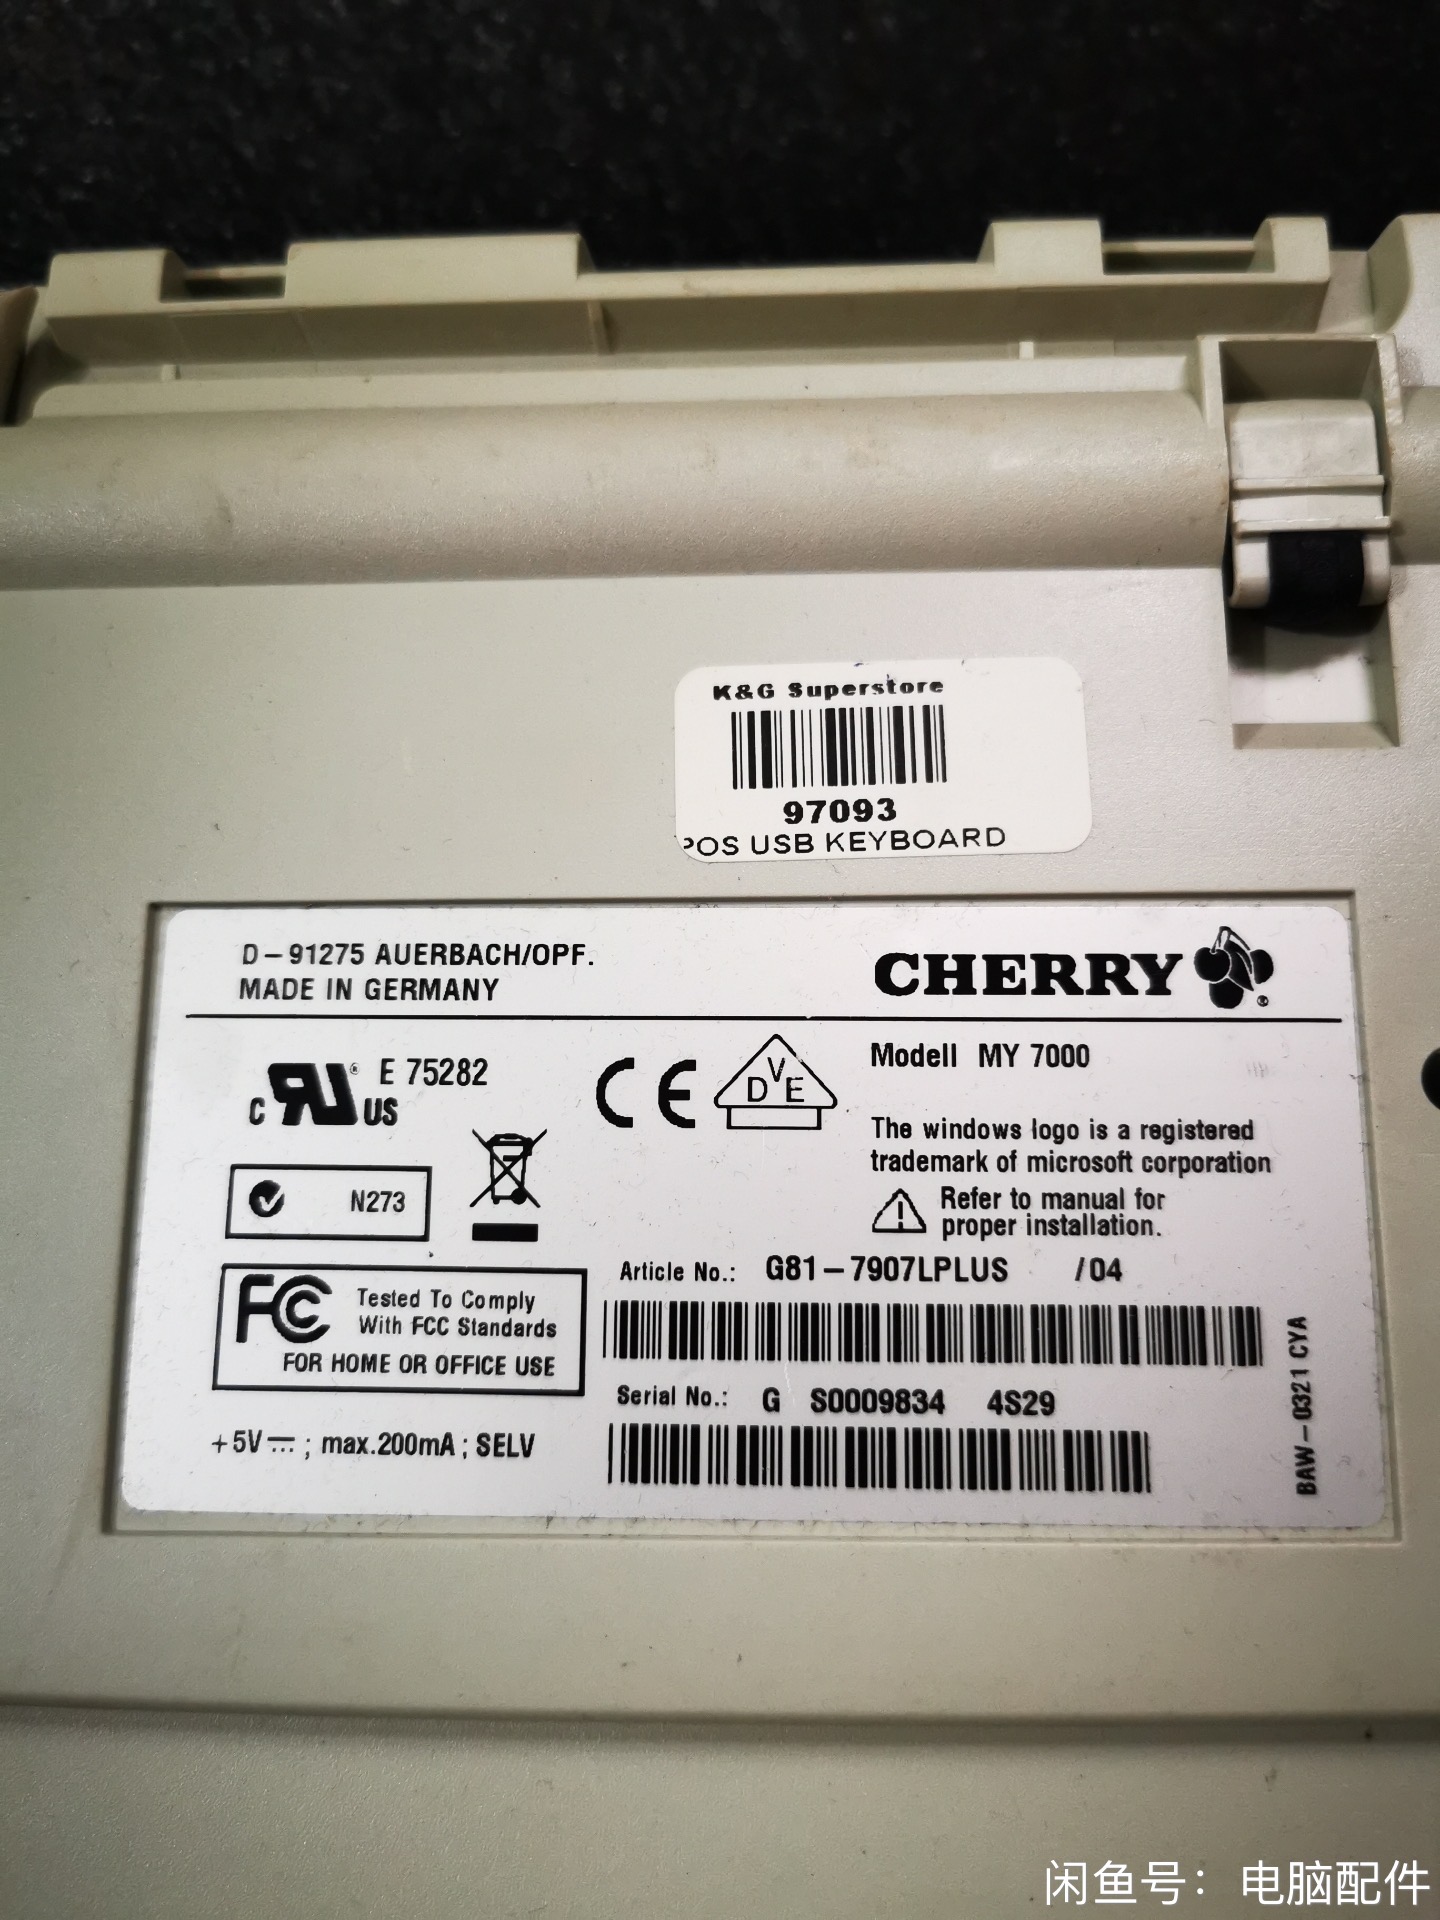 K&G Superstore
97093
POS USB KEYBOARD
D-91275 AUERBACH/OPF.
MADE IN GERMANY
CHERRY
®
C
®
US
E 75282
CE
DVE
Modell MY 7000
The windows logo is a registered
trademark of microsoft corporation
Refer to manual for
proper installation.
N273
FC
Tested To Comply
With FCC Standards
FOR HOME OR OFFICE USE
+5V⎓; max.200mA; SELV
Article No.: G81-7907LPLUS /04
Serial No.: G S0009834 4S29
BAW-0321 CYA
闲鱼号：电脑配件